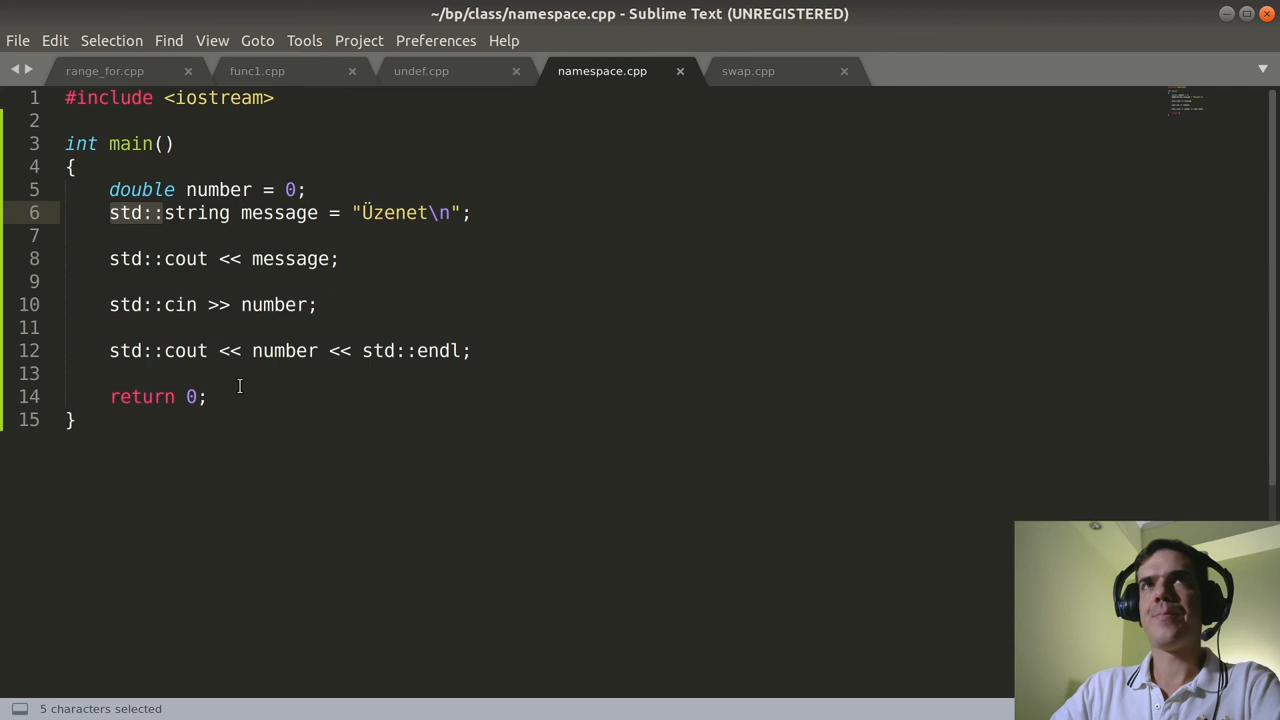 ~/bp/class/namespace.cpp - Sublime Text (UNREGISTERED)
File Edit Selection Find View Goto Tools Project Preferences Help
range_for.cpp func1.cpp undef.cpp namespace.cpp swap.cpp
1 #include <iostream>
2
3 int main()
4 {
5 double number = 0;
6 std::string message = "Üzenet\n";
7
8 std::cout << message;
9
10 std::cin >> number;
11
12 std::cout << number << std::endl;
13
14 return 0;
15 }
5 characters selected